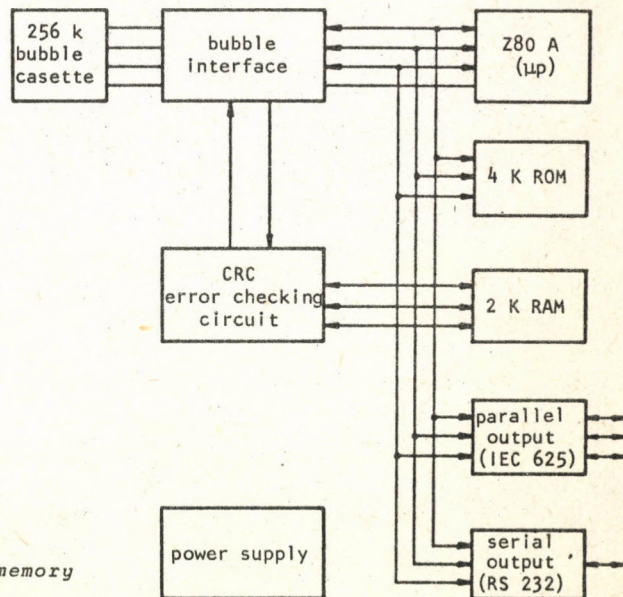 256 k
bubble
casette
bubble
interface
Z80 A
(µp)
4 K ROM
CRC
error checking
circuit
2 K RAM
parallel
output
(IEC 625)
power supply
serial
output
(RS 232)
memory